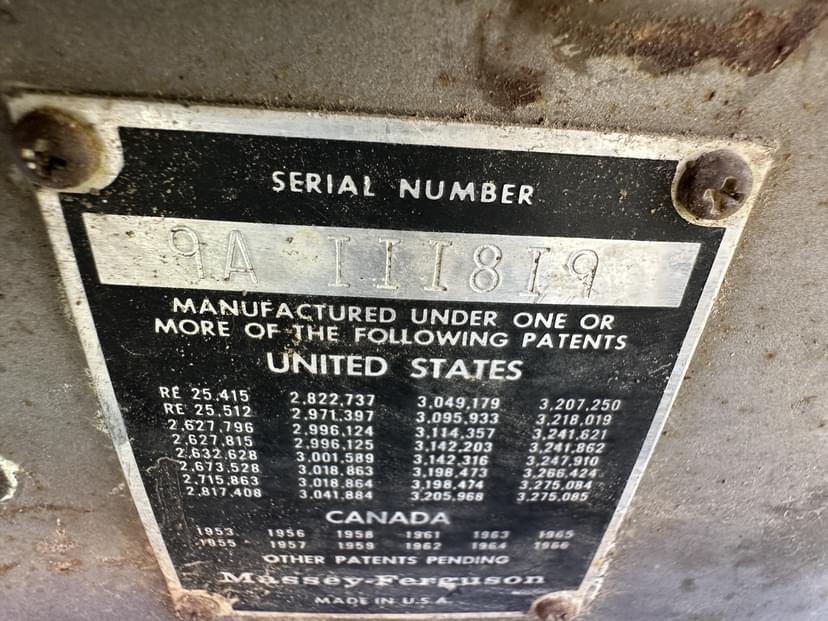 SERIAL NUMBER
9A 111819
MANUFACTURED UNDER ONE OR
MORE OF THE FOLLOWING PATENTS
UNITED STATES
RE 25,415 2,822,737 3,049,179 3,207,250
RE 25,512 2,971,397 3,095,933 3,218,019
2,627,796 2,996,124 3,114,357 3,241,621
2,627,815 2,996,125 3,142,203 3,241,862
2,632,628 3,001,589 3,142,316 3,247,910
2,673,528 3,018,863 3,198,473 3,266,424
2,715,863 3,018,864 3,198,474 3,275,084
2,817,408 3,041,884 3,205,968 3,275,085
CANADA
1953 1956 1958 1961 1963 1965
1955 1957 1959 1962 1964 1966
OTHER PATENTS PENDING
Massey-Ferguson
MADE IN U.S.A.